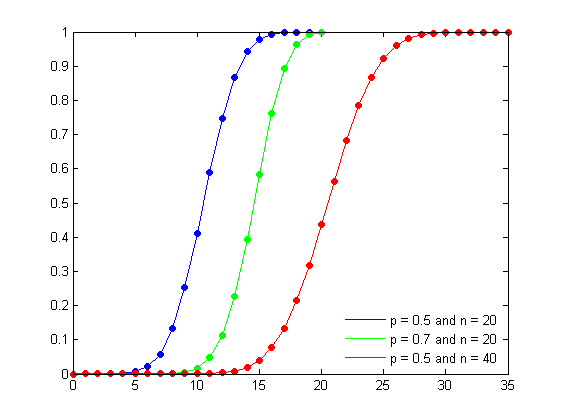 1
0.9
0.8
0.7
0.6
0.5
0.4
0.3
0.2
0.1
0
0 5 10 15 20 25 30 35
p = 0.5 and n = 20
p = 0.7 and n = 20
p = 0.5 and n = 40